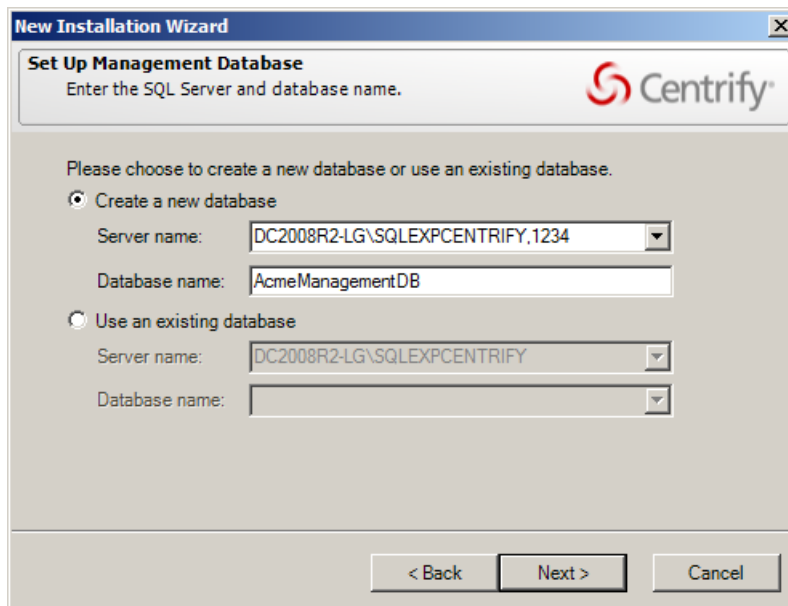 New Installation Wizard
Set Up Management Database
Enter the SQL Server and database name.
Centrify
Please choose to create a new database or use an existing database.
Create a new database
Server name: DC2008R2-LG\SQLEXPCENTRIFY,1234
Database name: AcmeManagementDB
Use an existing database
Server name: DC2008R2-LG\SQLEXPCENTRIFY
Database name:
< Back Next > Cancel